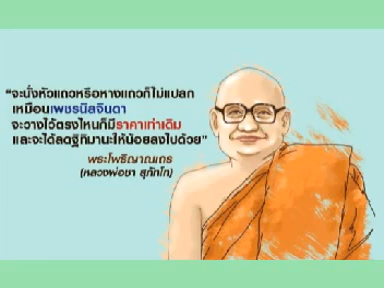 “จะนั่งหัวแถวหรือหางแถวก็ไม่แปลก
เหมือนเพชรนิลจินดา
จะวางไว้ตรงไหนก็มีราคาเท่าเดิม
และจะได้ลดทิฐิมานะให้น้อยลงไปด้วย"
พระโพธิญาณเถร
(หลวงพ่อชา สุภัทโท)